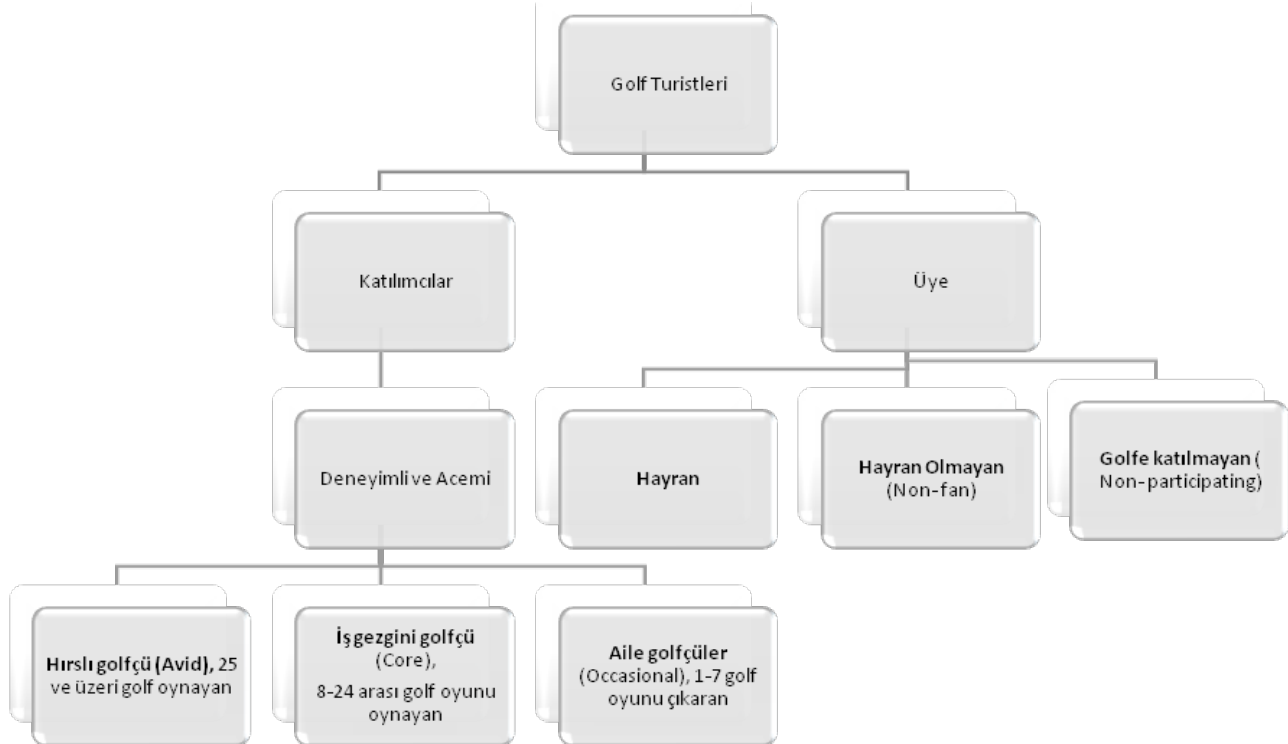 Golf Turistleri
Katılımcılar
Üye
Deneyimli ve Acemi
Hayran
Hayran Olmayan
(Non-fan)
Golfe katılmayan (
Non-participating)
Hırslı golfçü (Avid), 25
ve üzeri golf oynayan
İş gezgini golfçü
(Core),
8-24 arası golf oyunu
oynayan
Aile golfçüler
(Occasional), 1-7 golf
oyunu çıkaran